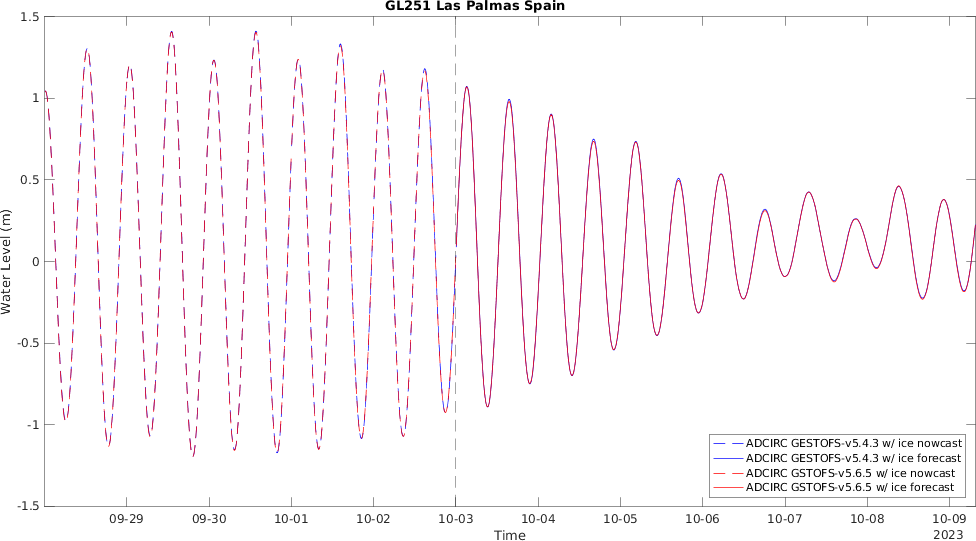 GL251 Las Palmas Spain
1.5
1
0.5
0
-0.5
-1
-1.5
Water Level (m)
ADCIRC GESTOFS-v5.4.3 w/ ice nowcast
ADCIRC GESTOFS-v5.4.3 w/ ice forecast
ADCIRC GSTOFS-v5.6.5 w/ ice nowcast
ADCIRC GSTOFS-v5.6.5 w/ ice forecast
09-29 09-30 10-01 10-02 10-03 10-04 10-05 10-06 10-07 10-08 10-09
Time
2023